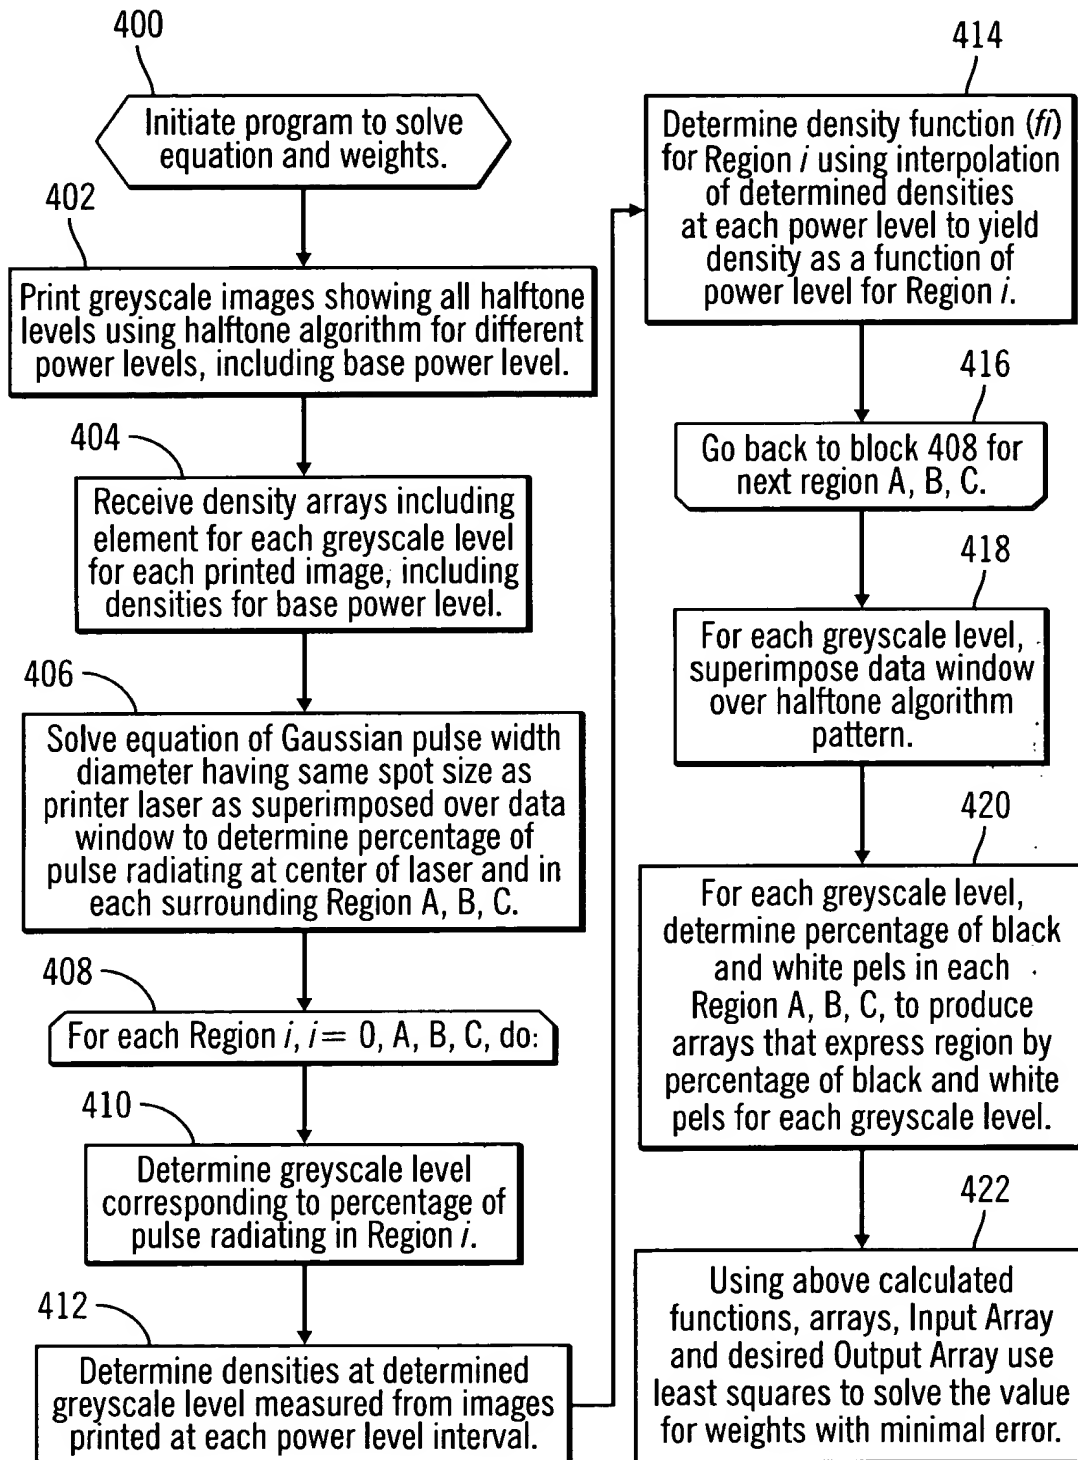 400
Initiate program to solve
equation and weights.
402
Print greyscale images showing all halftone
levels using halftone algorithm for different
power levels, including base power level.
404
Receive density arrays including
element for each greyscale level
for each printed image, including
densities for base power level.
406
Solve equation of Gaussian pulse width
diameter having same spot size as
printer laser as superimposed over data
window to determine percentage of
pulse radiating at center of laser and in
each surrounding Region A, B, C.
408
For each Region i, i= 0, A, B, C, do:
410
Determine greyscale level
corresponding to percentage of
pulse radiating in Region i.
412
Determine densities at determined
greyscale level measured from images
printed at each power level interval.
414
Determine density function (fi)
for Region i using interpolation
of determined densities
at each power level to yield
density as a function of
power level for Region i.
416
Go back to block 408 for
next region A, B, C.
418
For each greyscale level,
superimpose data window
over halftone algorithm
pattern.
420
For each greyscale level,
determine percentage of black
and white pels in each
Region A, B, C, to produce
arrays that express region by
percentage of black and white
pels for each greyscale level.
422
Using above calculated
functions, arrays, Input Array
and desired Output Array use
least squares to solve the value
for weights with minimal error.